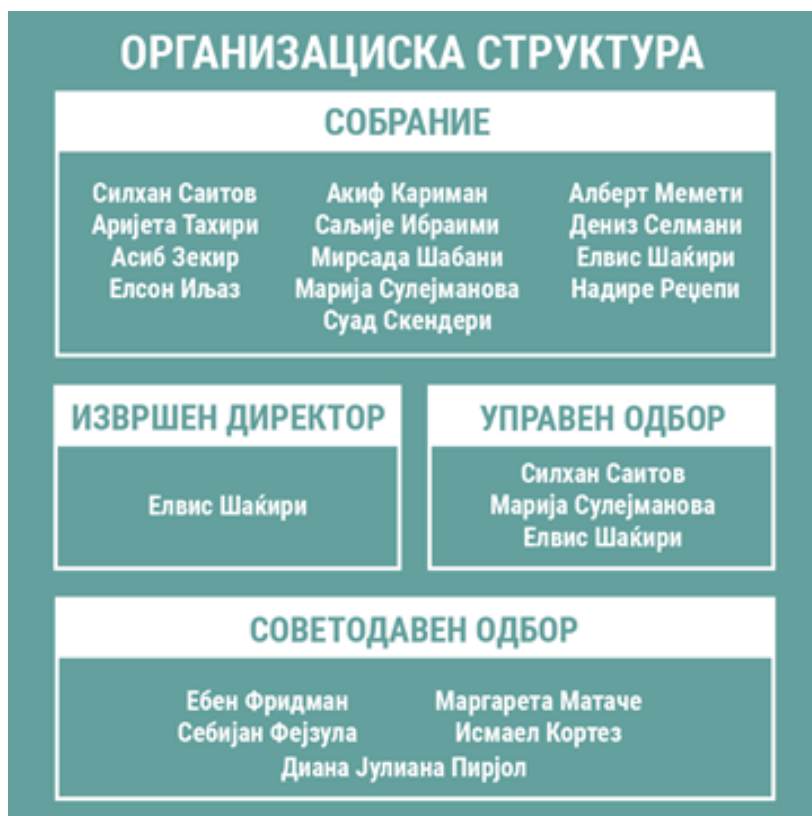 ОРГАНИЗАЦИСКА СТРУКТУРА
СОБРАНИЕ
Силхан Саитов
Аријета Тахири
Асиб Зекир
Елсон Иљаз
Акиф Кариман
Саљије Ибраими
Мирсада Шабани
Марија Сулејманова
Суад Скендери
Алберт Мемети
Дениз Селмани
Елвис Шаќири
Надире Реџепи
ИЗВРШЕН ДИРЕКТОР
Елвис Шаќири
УПРАВЕН ОДБОР
Силхан Саитов
Марија Сулејманова
Елвис Шаќири
СОВЕТОДАВЕН ОДБОР
Ебен Фридман
Себијан Фејзула
Маргарета Матаче
Исмаел Кортез
Диана Јулиана Пирјол